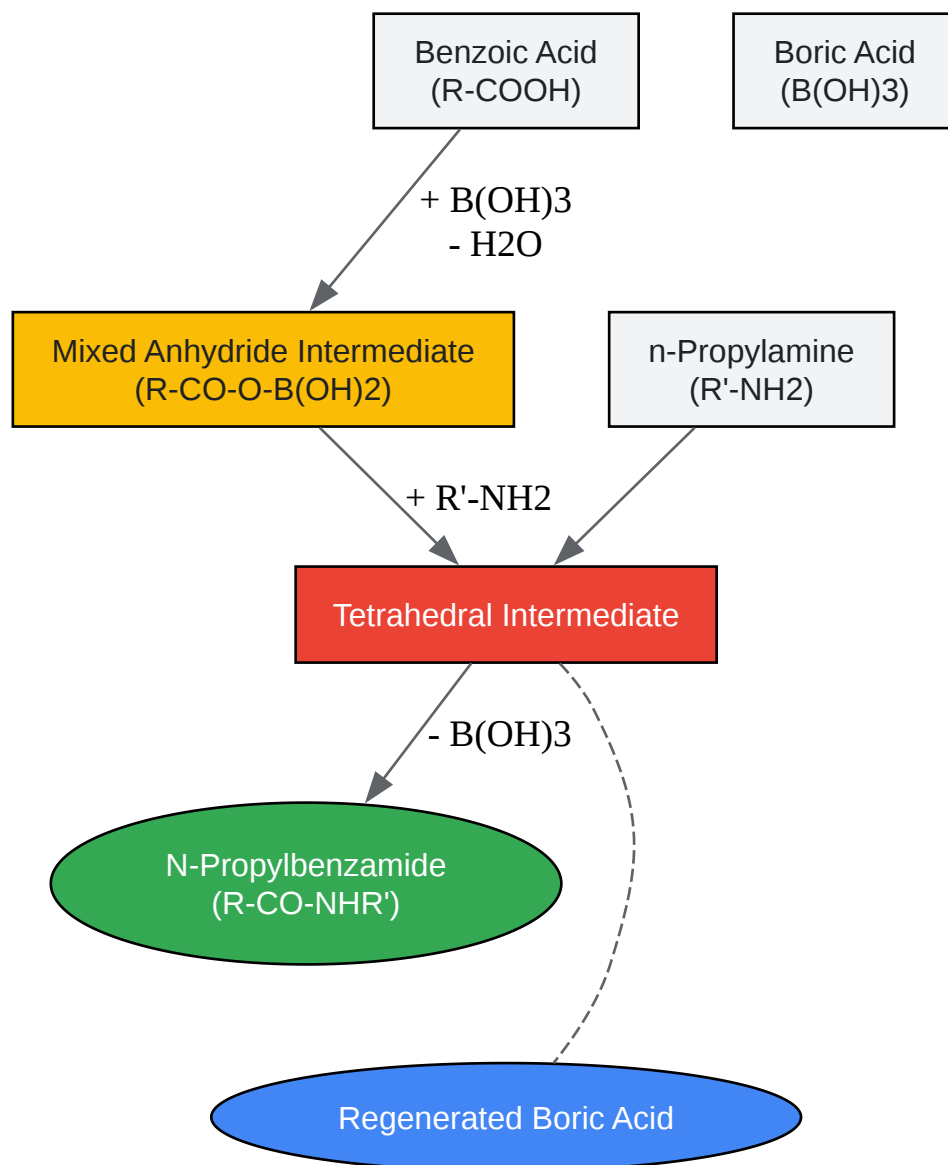 Benzoic Acid
(R-COOH)
Boric Acid
(B(OH)3)
+ B(OH)3
- H2O
Mixed Anhydride Intermediate
(R-CO-O-B(OH)2)
n-Propylamine
(R'-NH2)
+ R'-NH2
Tetrahedral Intermediate
- B(OH)3
N-Propylbenzamide
(R-CO-NHR')
Regenerated Boric Acid